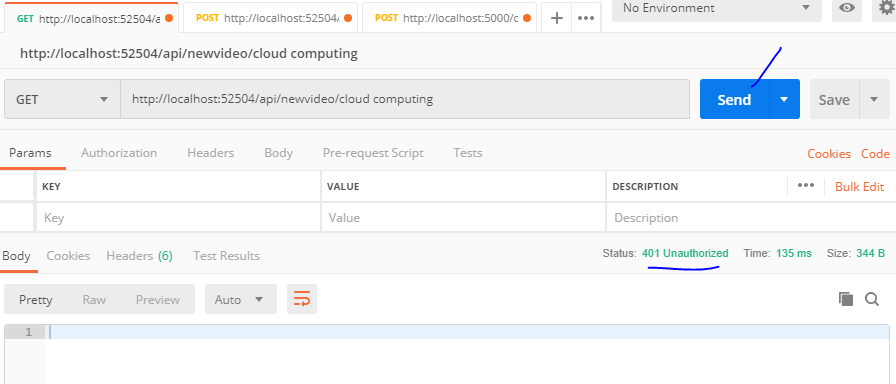 GET http://localhost:52504/a POST http://localhost:52504/ POST http://localhost:5000/c No Environment
http://localhost:52504/api/newvideo/cloud computing
GET http://localhost:52504/api/newvideo/cloud computing Send Save
Params Authorization Headers Body Pre-request Script Tests Cookies Code
KEY VALUE DESCRIPTION Bulk Edit
Key Value Description
Body Cookies Headers (6) Test Results Status: 401 Unauthorized Time: 135 ms Size: 344 B
Pretty Raw Preview Auto
1